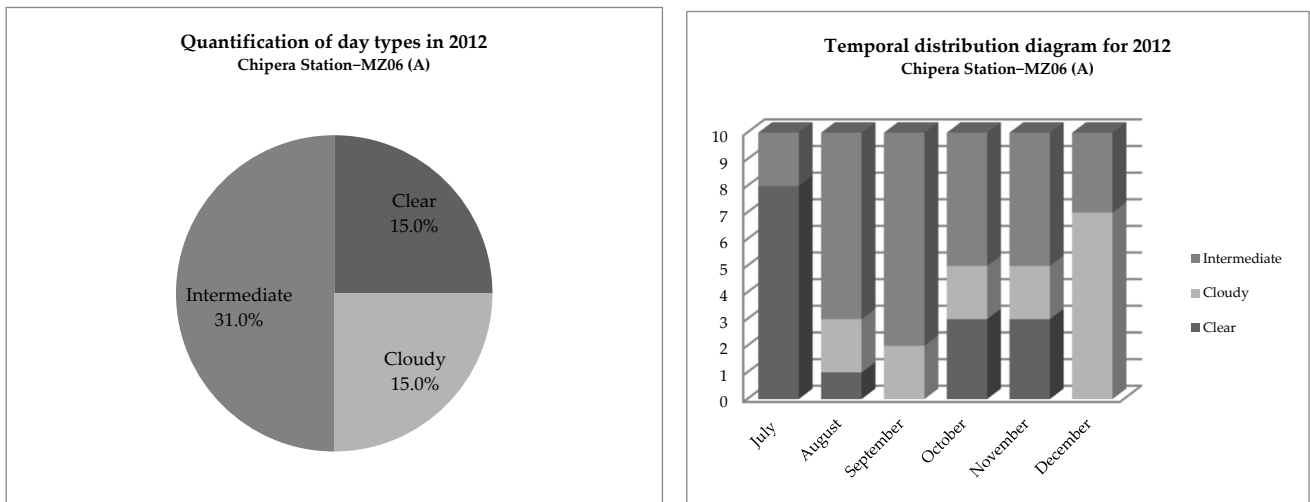 Quantification of day types in 2012
Chipera Station–MZ06 (A)
Clear
15.0%
Intermediate
31.0%
Cloudy
15.0%
Temporal distribution diagram for 2012
Chipera Station–MZ06 (A)
10
9
8
7
6
5
4
3
2
1
0
July
August
September
October
November
December
Intermediate
Cloudy
Clear